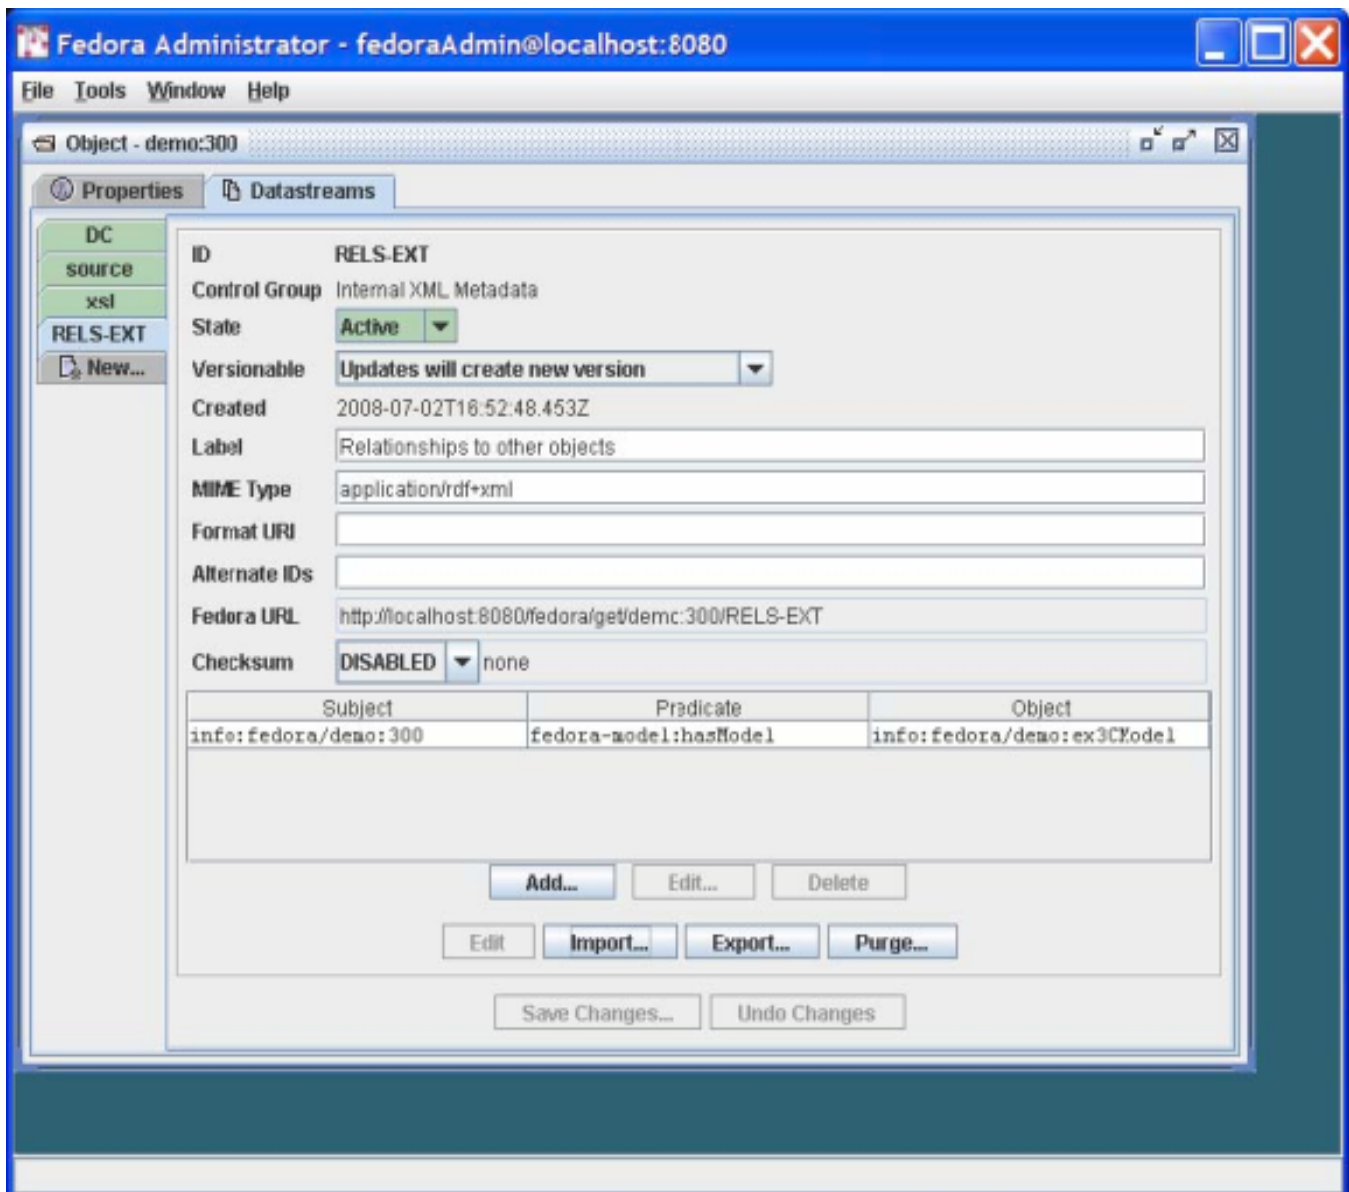 Fedora Administrator - fedoraAdmin@localhost:8080
File Tools Window Help
Object - demo:300
Properties Datastreams
DC
source
xsl
RELS-EXT
New...
ID RELS-EXT
Control Group Internal XML Metadata
State Active
Versionable Updates will create new version
Created 2008-07-02T16:52:48.453Z
Label Relationships to other objects
MIME Type application/rdf+xml
Format URI
Alternate IDs
Fedora URL http://localhost:8080/fedora/get/demo:300/RELS-EXT
Checksum DISABLED none
Subject Predicate Object
info:fedora/demo:300 fedora-model:hasModel info:fedora/demo:ex3CModel
Add... Edit... Delete
Edit Import... Export... Purge...
Save Changes... Undo Changes